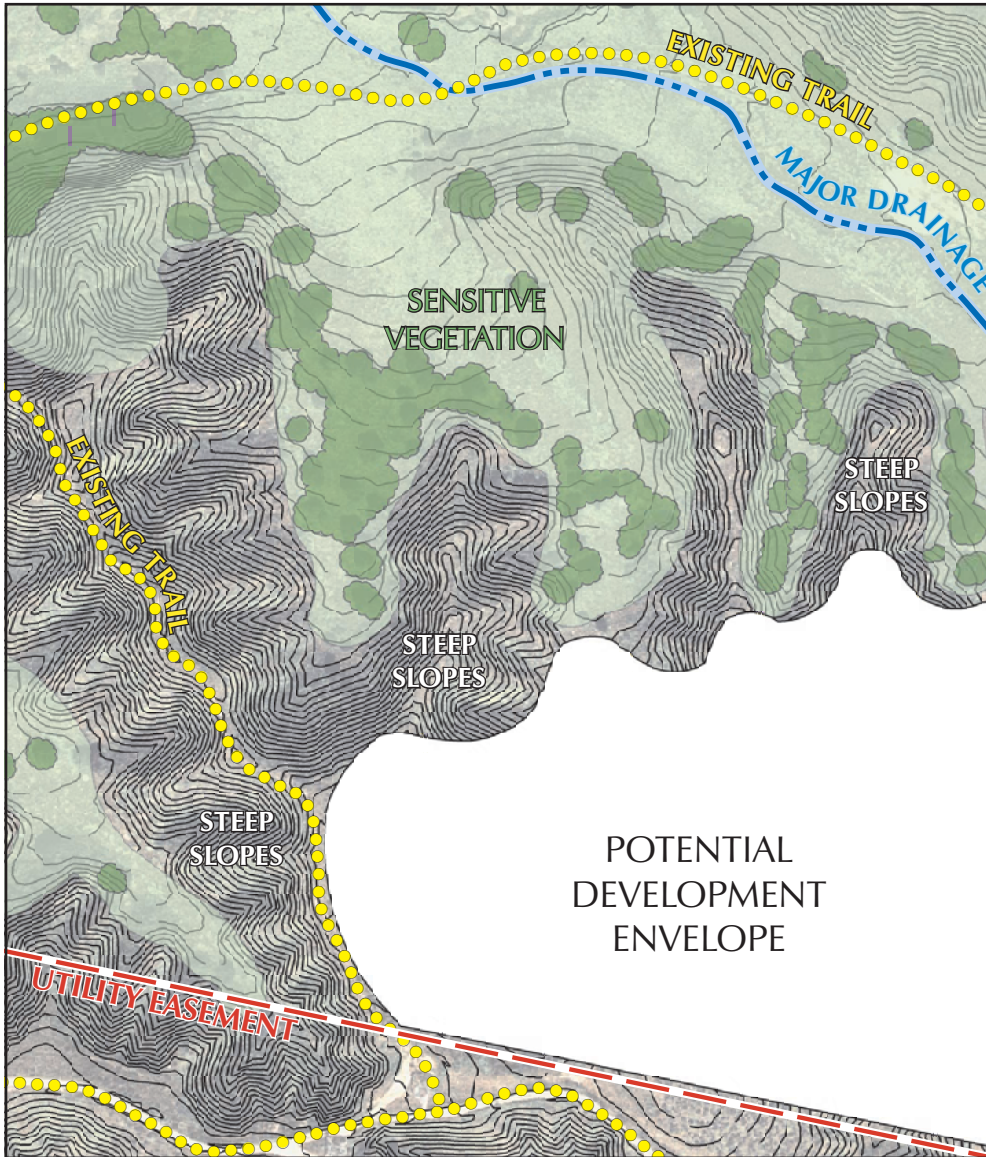 EXISTING TRAIL
MAJOR DRAINAGE
SENSITIVE
VEGETATION
EXISTING TRAIL
STEEP
SLOPES
STEEP
SLOPES
STEEP
SLOPES
POTENTIAL
DEVELOPMENT
ENVELOPE
UTILITY EASEMENT